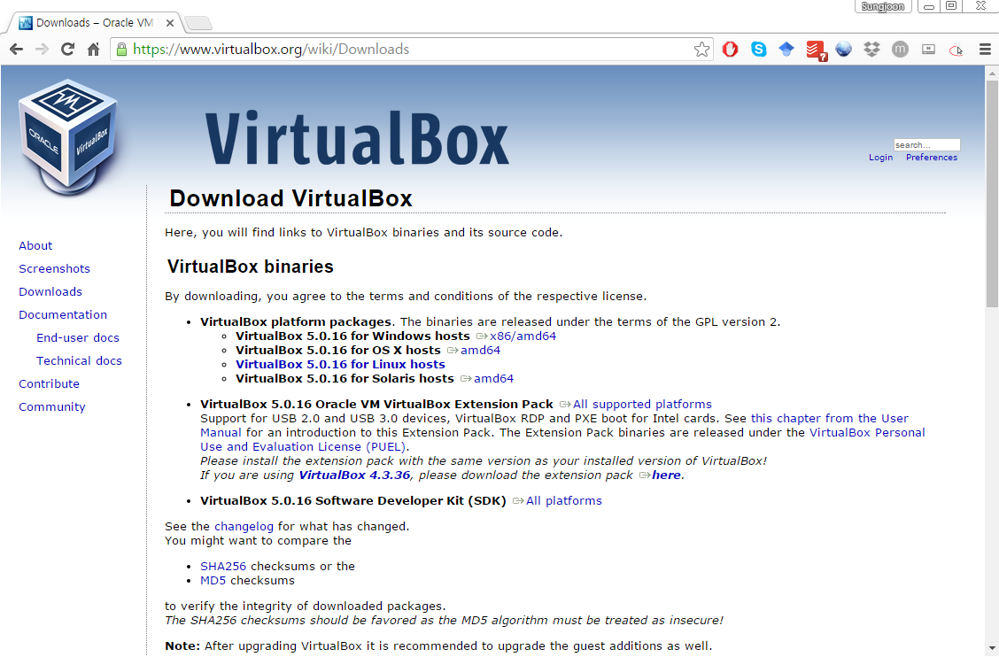 Sungjoon
Downloads – Oracle VM
https://www.virtualbox.org/wiki/Downloads
ORACLE
VirtualBox
VirtualBox
search...
Login Preferences
Download VirtualBox
Here, you will find links to VirtualBox binaries and its source code.
About
Screenshots
Downloads
Documentation
End-user docs
Technical docs
Contribute
Community
VirtualBox binaries
By downloading, you agree to the terms and conditions of the respective license.
VirtualBox platform packages. The binaries are released under the terms of the GPL version 2.
VirtualBox 5.0.16 for Windows hosts x86/amd64
VirtualBox 5.0.16 for OS X hosts amd64
VirtualBox 5.0.16 for Linux hosts
VirtualBox 5.0.16 for Solaris hosts amd64
VirtualBox 5.0.16 Oracle VM VirtualBox Extension Pack All supported platforms
Support for USB 2.0 and USB 3.0 devices, VirtualBox RDP and PXE boot for Intel cards. See this chapter from the User
Manual for an introduction to this Extension Pack. The Extension Pack binaries are released under the VirtualBox Personal
Use and Evaluation License (PUEL).
Please install the extension pack with the same version as your installed version of VirtualBox!
If you are using VirtualBox 4.3.36, please download the extension pack here.
VirtualBox 5.0.16 Software Developer Kit (SDK) All platforms
See the changelog for what has changed.
You might want to compare the
SHA256 checksums or the
MD5 checksums
to verify the integrity of downloaded packages.
The SHA256 checksums should be favored as the MD5 algorithm must be treated as insecure!
Note: After upgrading VirtualBox it is recommended to upgrade the guest additions as well.